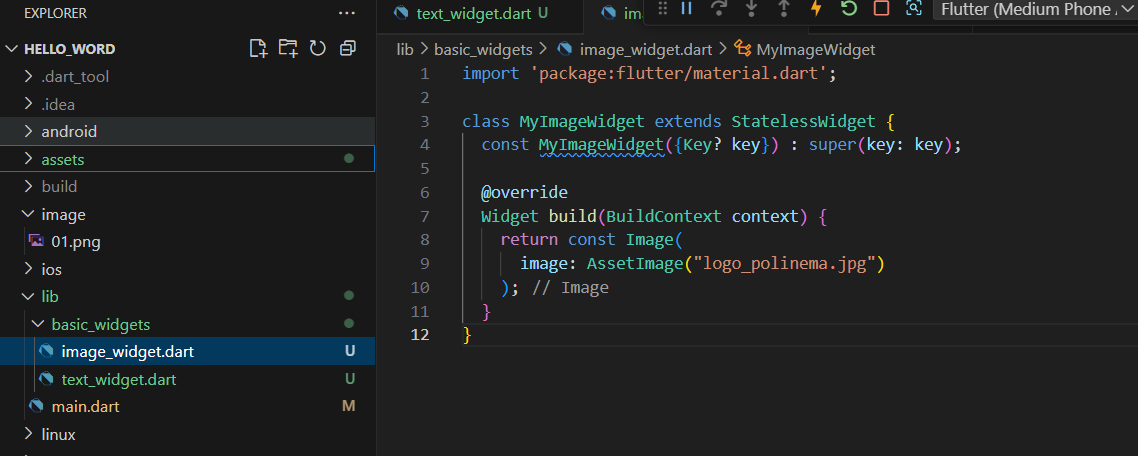 EXPLORER
HELLO_WORD
.dart_tool
.idea
android
assets
build
image
01.png
ios
lib
basic_widgets
image_widget.dart U
text_widget.dart U
main.dart M
linux
text_widget.dart U
im
Flutter (Medium Phone
lib > basic_widgets > image_widget.dart > MyImageWidget
1 import 'package:flutter/material.dart';
2
3 class MyImageWidget extends StatelessWidget {
4 const MyImageWidget({Key? key}) : super(key: key);
5
6 @override
7 Widget build(BuildContext context) {
8 return const Image(
9 image: AssetImage("logo_polinema.jpg")
10 ); // Image
11 }
12 }